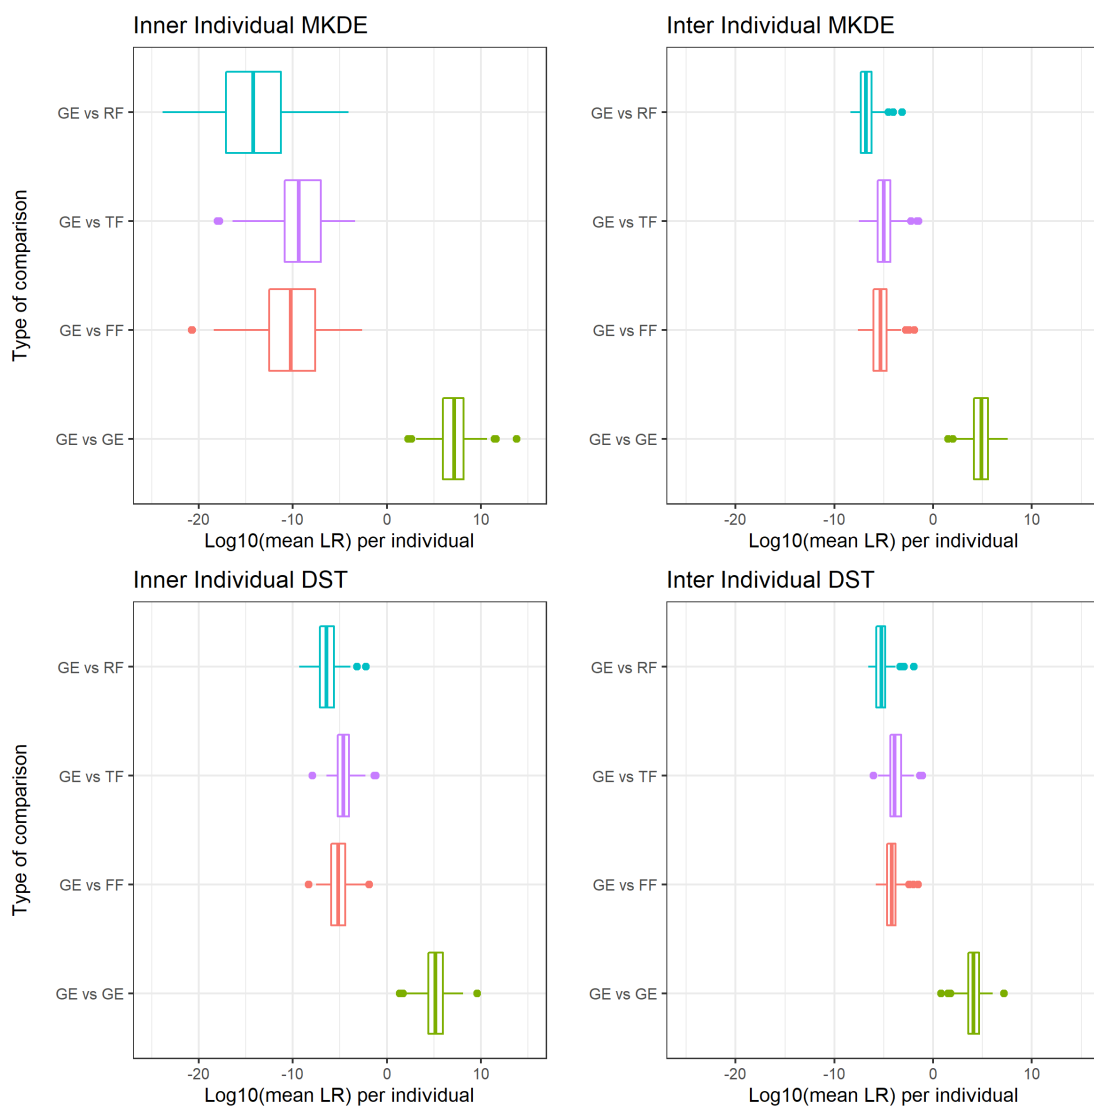 Inner Individual MKDE
Type of comparison
GE vs RF
GE vs TF
GE vs FF
GE vs GE
-20 -10 0 10
Log10(mean LR) per individual
Inter Individual MKDE
GE vs RF
GE vs TF
GE vs FF
GE vs GE
-20 -10 0 10
Log10(mean LR) per individual
Inner Individual DST
Type of comparison
GE vs RF
GE vs TF
GE vs FF
GE vs GE
-20 -10 0 10
Log10(mean LR) per individual
Inter Individual DST
GE vs RF
GE vs TF
GE vs FF
GE vs GE
-20 -10 0 10
Log10(mean LR) per individual